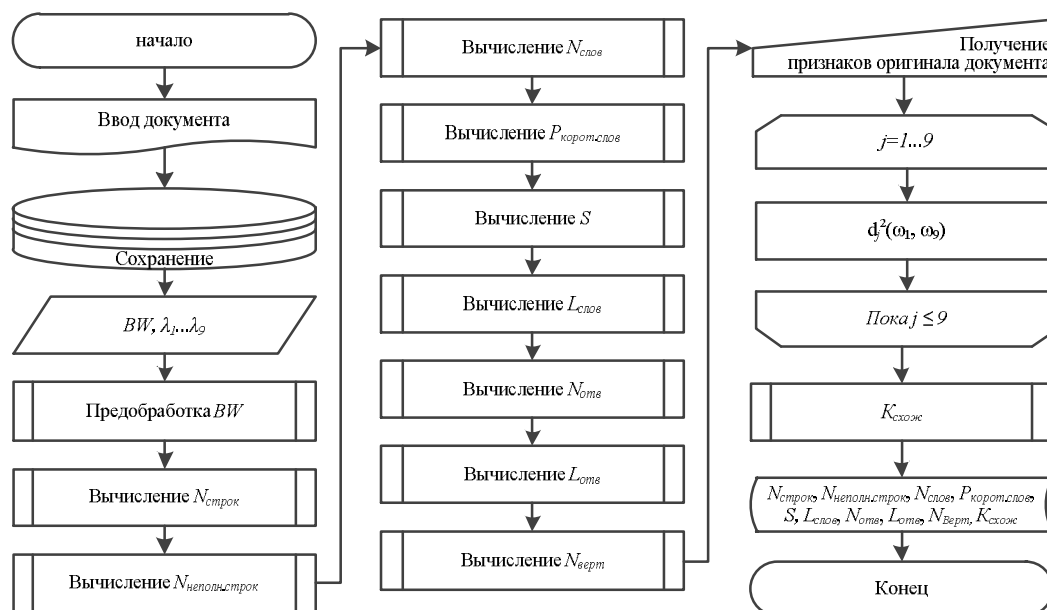 начало
Ввод документа
Сохранение
BW, λ₁...λ₉
Предобработка BW
Вычисление Nстрок
Вычисление Nнеполн.строк
Вычисление Nслов
Вычисление Pкорот.слов
Вычисление S
Вычисление Lслов
Вычисление Nотв
Вычисление Lотв
Вычисление Nверт
Получение
признаков оригинала документа
j=1...9
dⱼ²(ω₁, ω₉)
Пока j ≤ 9
Kсхож
Nстрок, Nнеполн.строк, Nслов, Pкорот.слов,
S, Lслов, Nотв, Lотв, NВерт, Kсхож
Конец